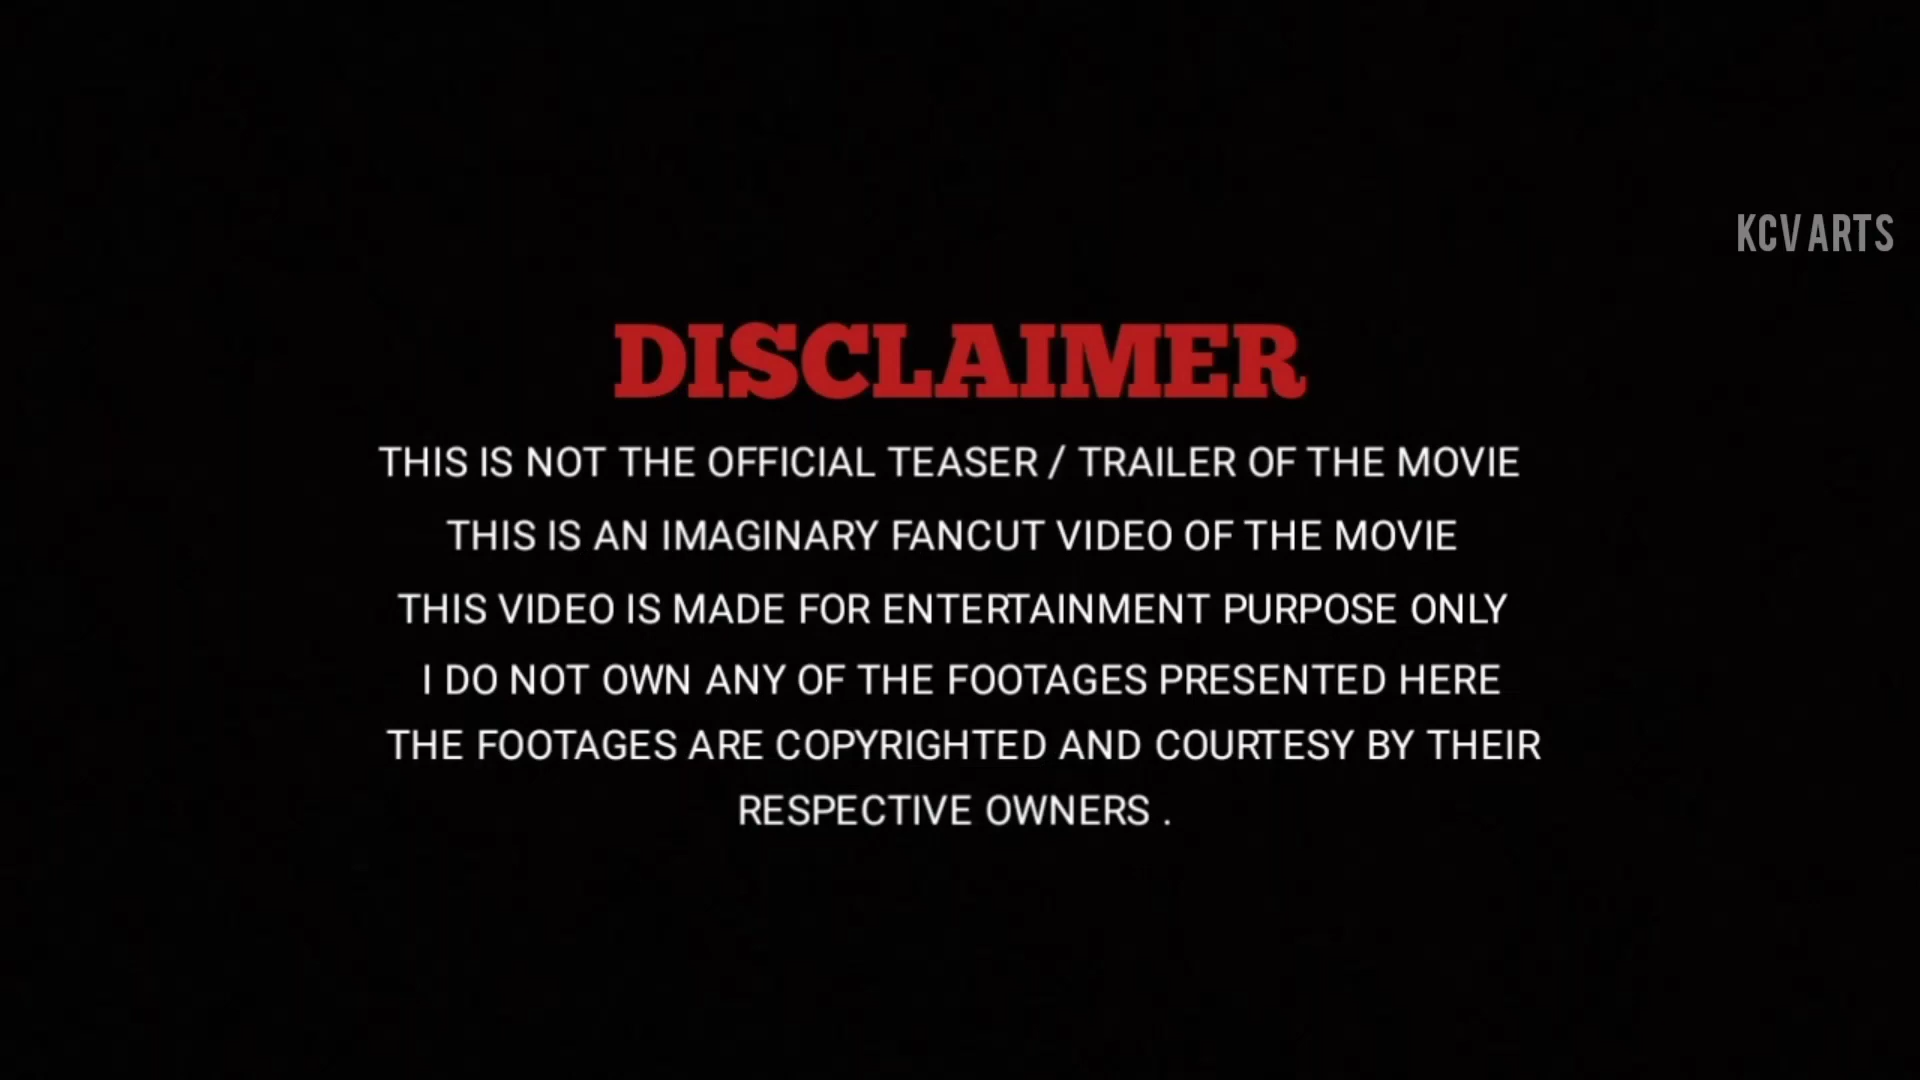 KCV ARTS
DISCLAIMER
THIS IS NOT THE OFFICIAL TEASER / TRAILER OF THE MOVIE
THIS IS AN IMAGINARY FANCUT VIDEO OF THE MOVIE
THIS VIDEO IS MADE FOR ENTERTAINMENT PURPOSE ONLY
I DO NOT OWN ANY OF THE FOOTAGES PRESENTED HERE
THE FOOTAGES ARE COPYRIGHTED AND COURTESY BY THEIR
RESPECTIVE OWNERS .